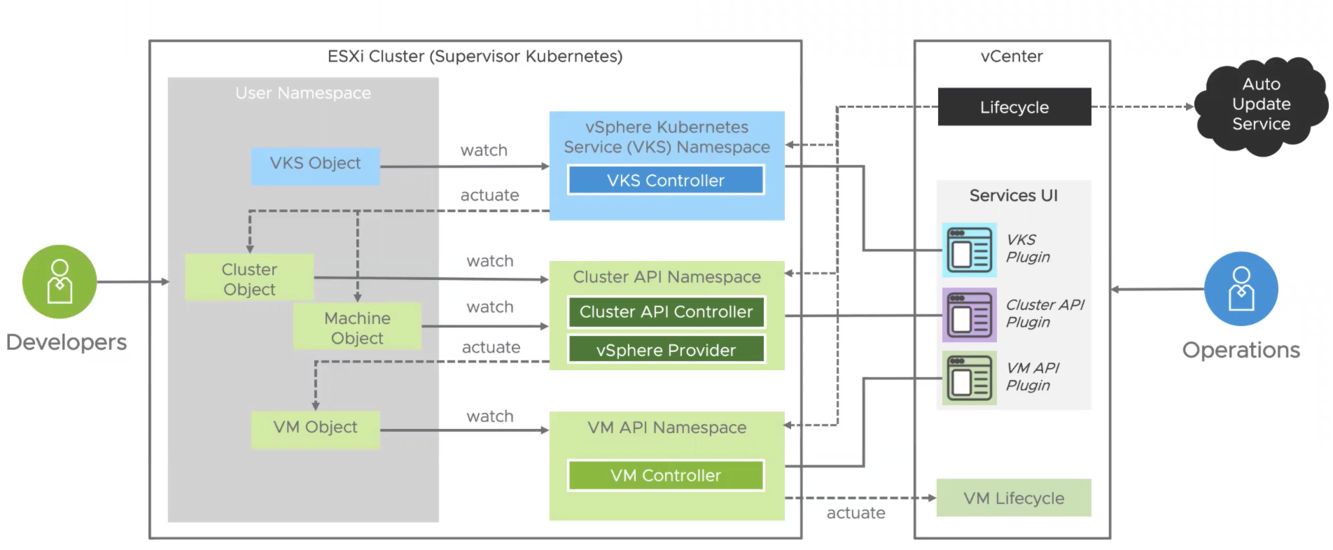 ESXi Cluster (Supervisor Kubernetes)
User Namespace
VKS Object
watch
actuate
vSphere Kubernetes
Service (VKS) Namespace
VKS Controller
Cluster
Object
watch
Machine
Object
watch
actuate
Cluster API Namespace
Cluster API Controller
vSphere Provider
VM Object
watch
VM API Namespace
VM Controller
actuate
Developers
vCenter
Lifecycle
Auto
Update
Service
Services UI
VKS
Plugin
Cluster API
Plugin
VM API
Plugin
VM Lifecycle
Operations